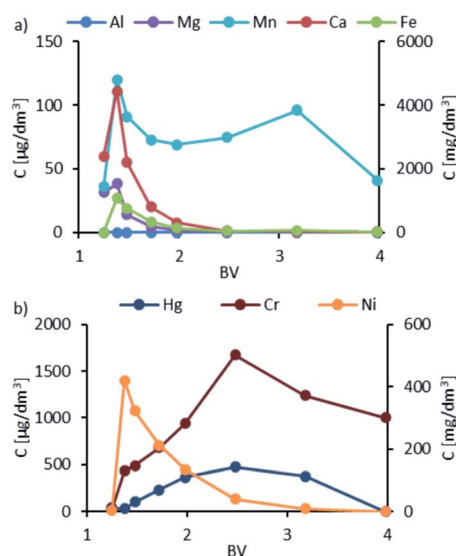 a) Al Mg Mn Ca Fe
150 6000
100 4000
50 2000
0 0
1 2 3 4
BV
C [µg/dm³]
C [mg/dm³]
b) Hg Cr Ni
2000 600
1500
400
1000
200
500
0 0
1 2 3 4
BV
C [µg/dm³]
C [mg/dm³]